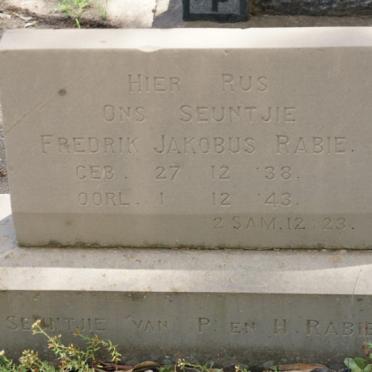 HIER RUS
ONS SEUNTJIE
FREDRIK JAKOBUS RABIE.
GEB. 27 12 '38.
OORL. 1 12 '43.
2 SAM. 12:23.
SEUNTJIE VAN P. EN H. RABIE